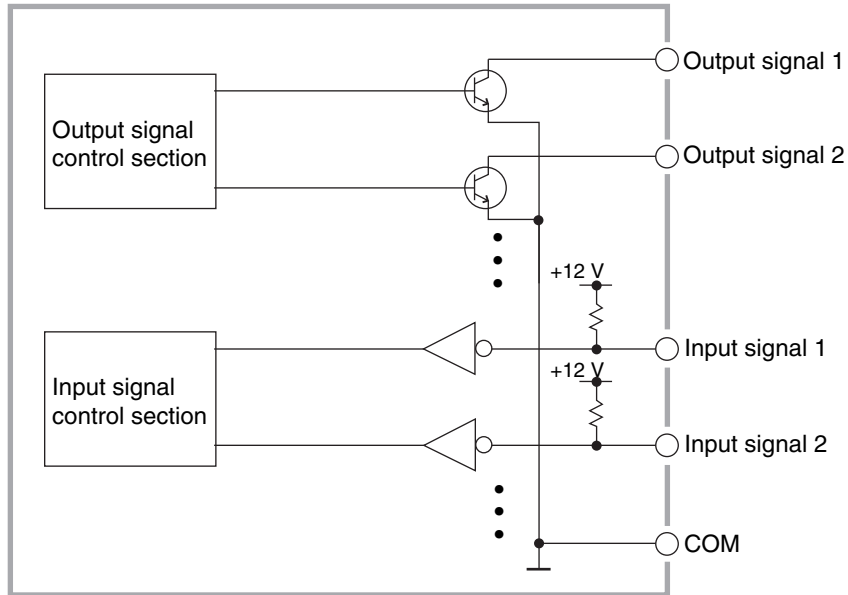 Output signal 1
Output signal
control section
Output signal 2
+12 V
Input signal 1
+12 V
Input signal
control section
Input signal 2
COM